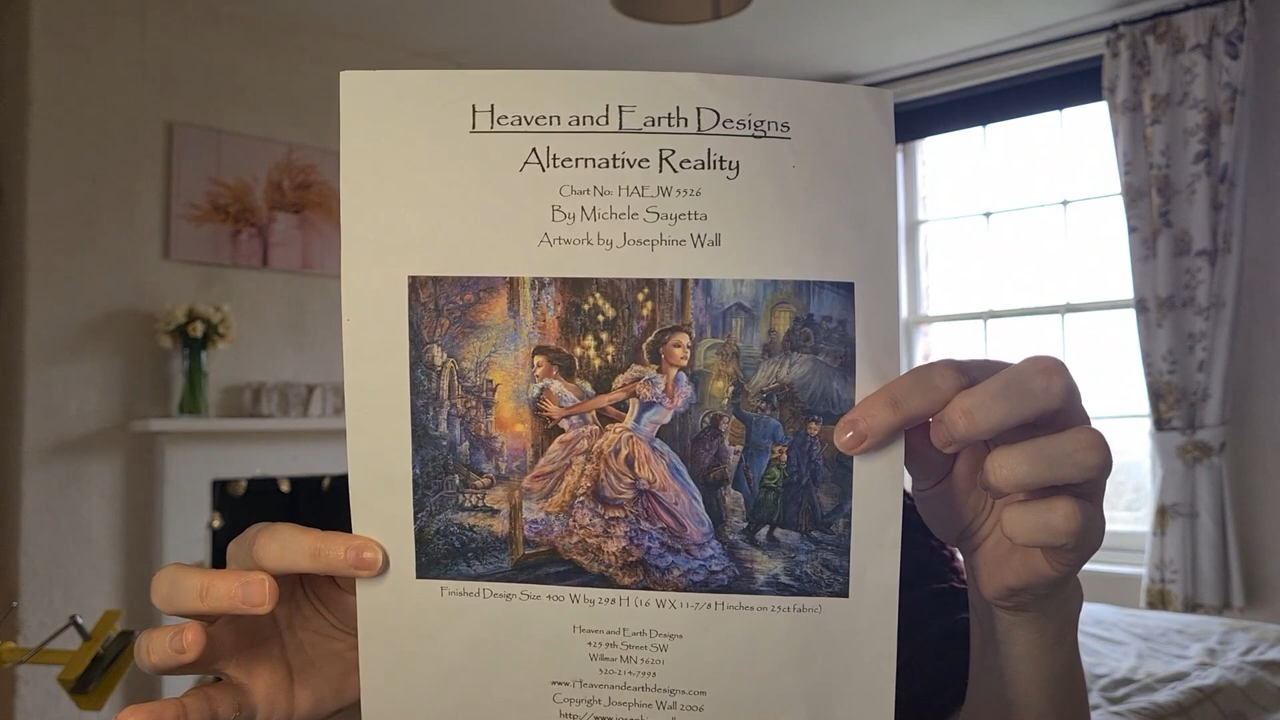 Heaven and Earth Designs
Alternative Reality
Chart No: HAEJW 5526
By Michele Sayetta
Artwork by Josephine Wall
Finished Design Size 400 W by 298 H (16 W X 11-7/8 H inches on 25ct fabric)
Heaven and Earth Designs
425 9th Street SW
Willmar MN 56201
320-214-7998
www.Heavenandearthdesigns.com
Copyright Josephine Wall 2006